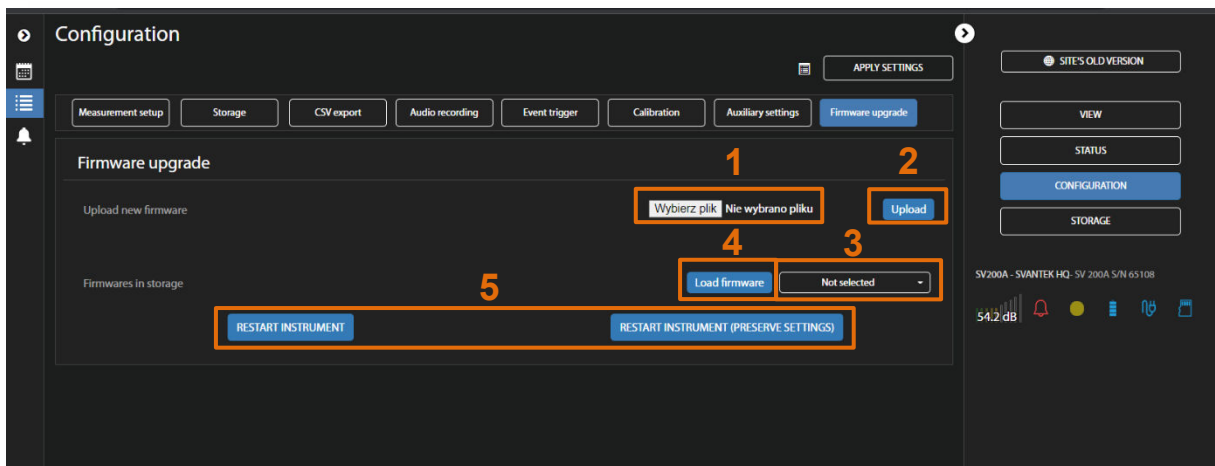 Configuration
SITE'S OLD VERSION
APPLY SETTINGS
Measurement setup Storage CSV export Audio recording Event trigger Calibration Auxiliary settings Firmware upgrade
VIEW
STATUS
CONFIGURATION
STORAGE
Firmware upgrade
1 2
Upload new firmware Wybierz plik Nie wybrano pliku Upload
4 3
Firmwares in storage Load firmware Not selected
5
RESTART INSTRUMENT RESTART INSTRUMENT (PRESERVE SETTINGS)
SV200A - SVANTEK HQ- SV 200A S/N 65108
54.2 dB